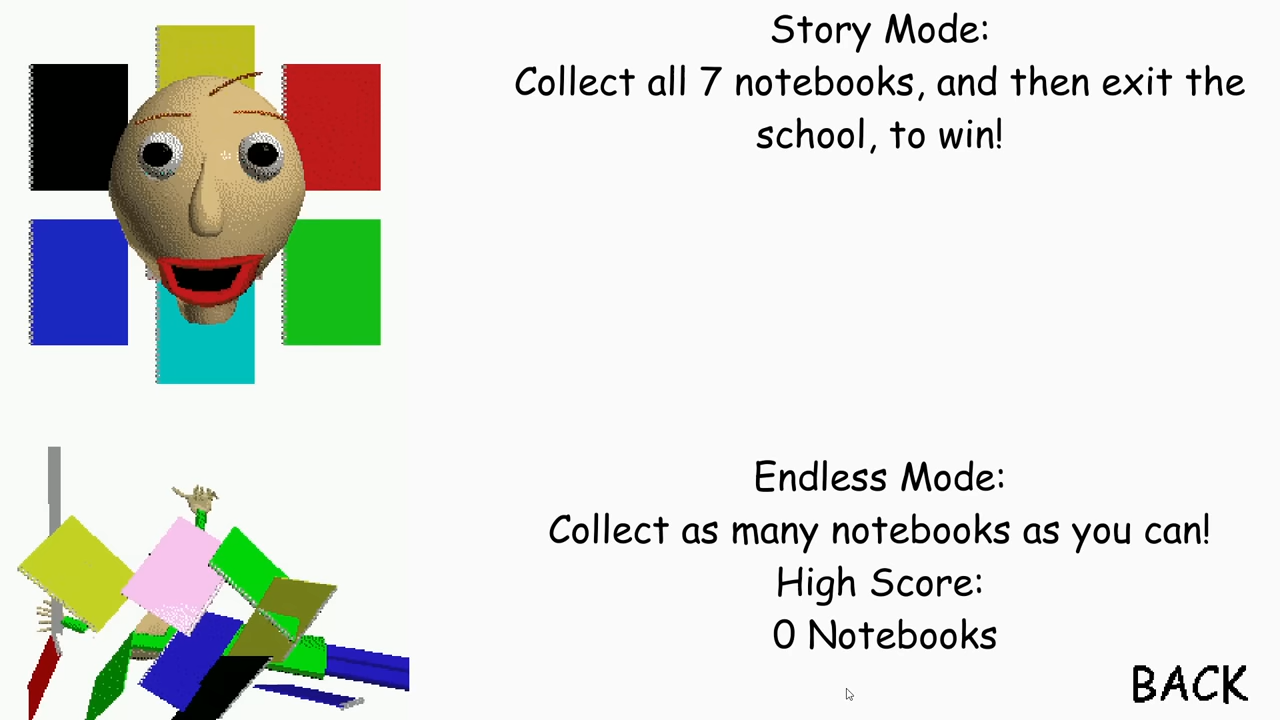 Story Mode:
Collect all 7 notebooks, and then exit the
school, to win!
Endless Mode:
Collect as many notebooks as you can!
High Score:
0 Notebooks
BACK